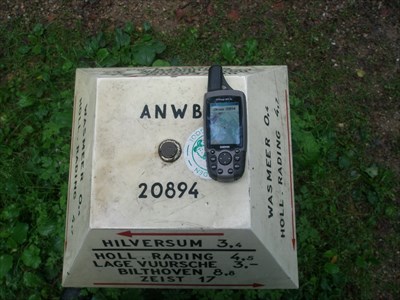 ANWB
20894
HILVERSUM 3.4
HOLL. RADING 4.5
LAGE VUURSCHE 3.-
BILTHOVEN 8.8
ZEIST 17
WASMEER 0.4
HOLL. RADING 4.5